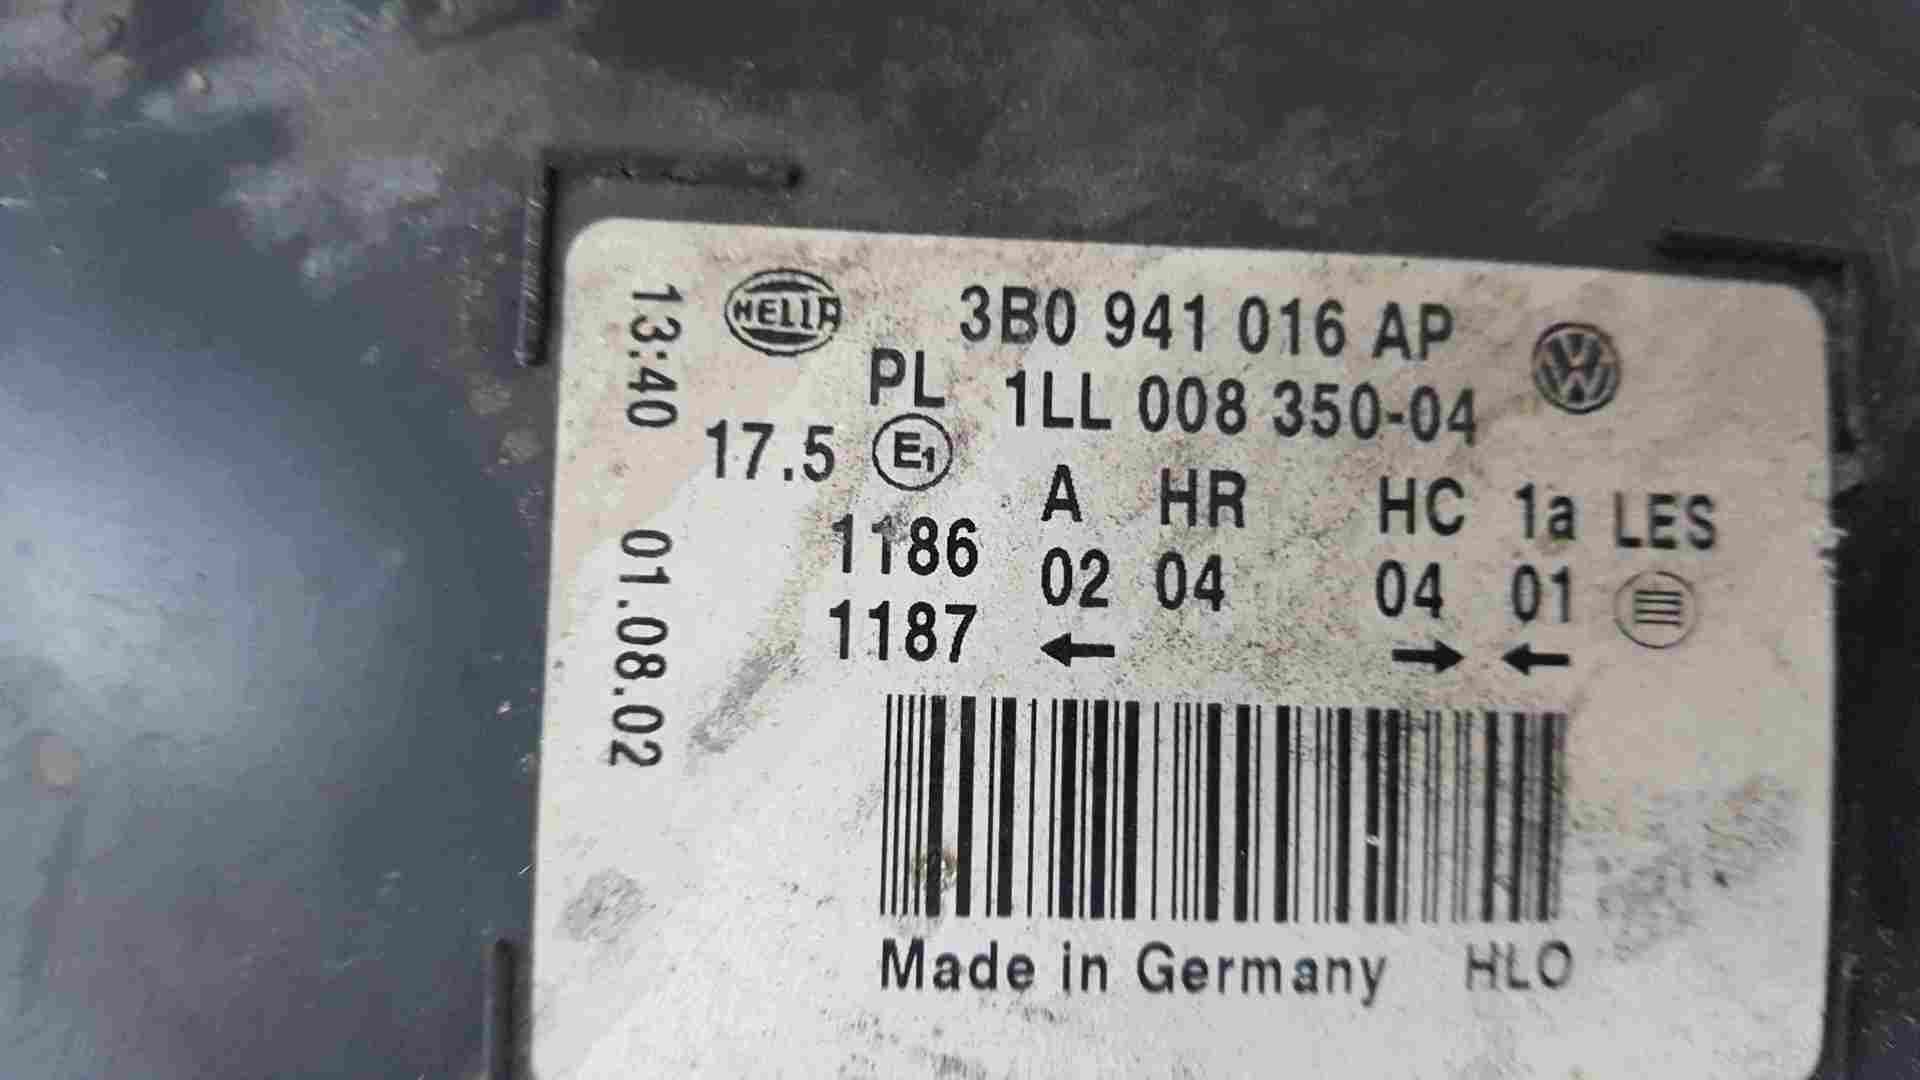 HELLA 3B0 941 016 AP
PL 1LL 008 350-04
17.5 E1
A HR HC 1a LES
1186 02 04 04 01
1187 ← → ←
Made in Germany HLO
13:40 01.08.02